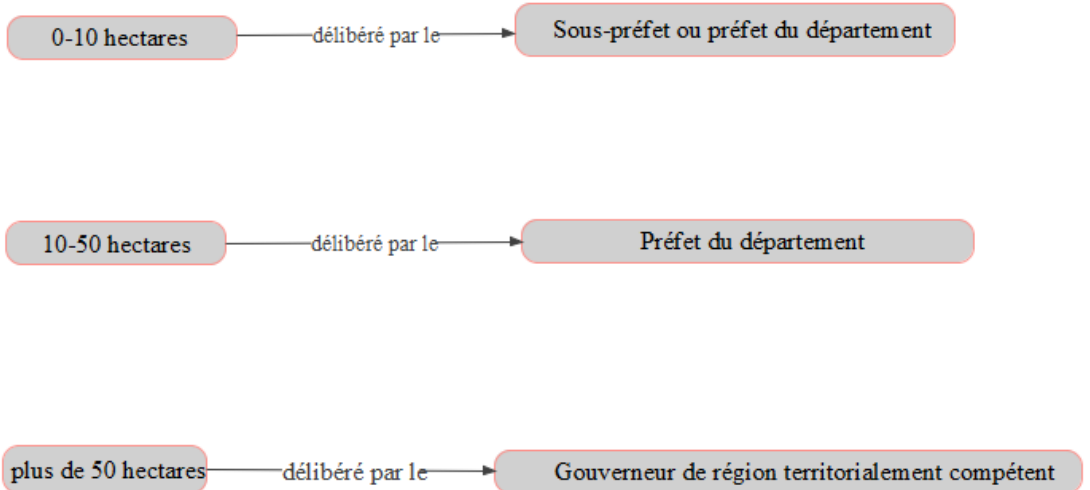 0-10 hectares délibéré par le Sous-préfet ou préfet du département
10-50 hectares délibéré par le Préfet du département
plus de 50 hectares délibéré par le Gouverneur de région territorialement compétent